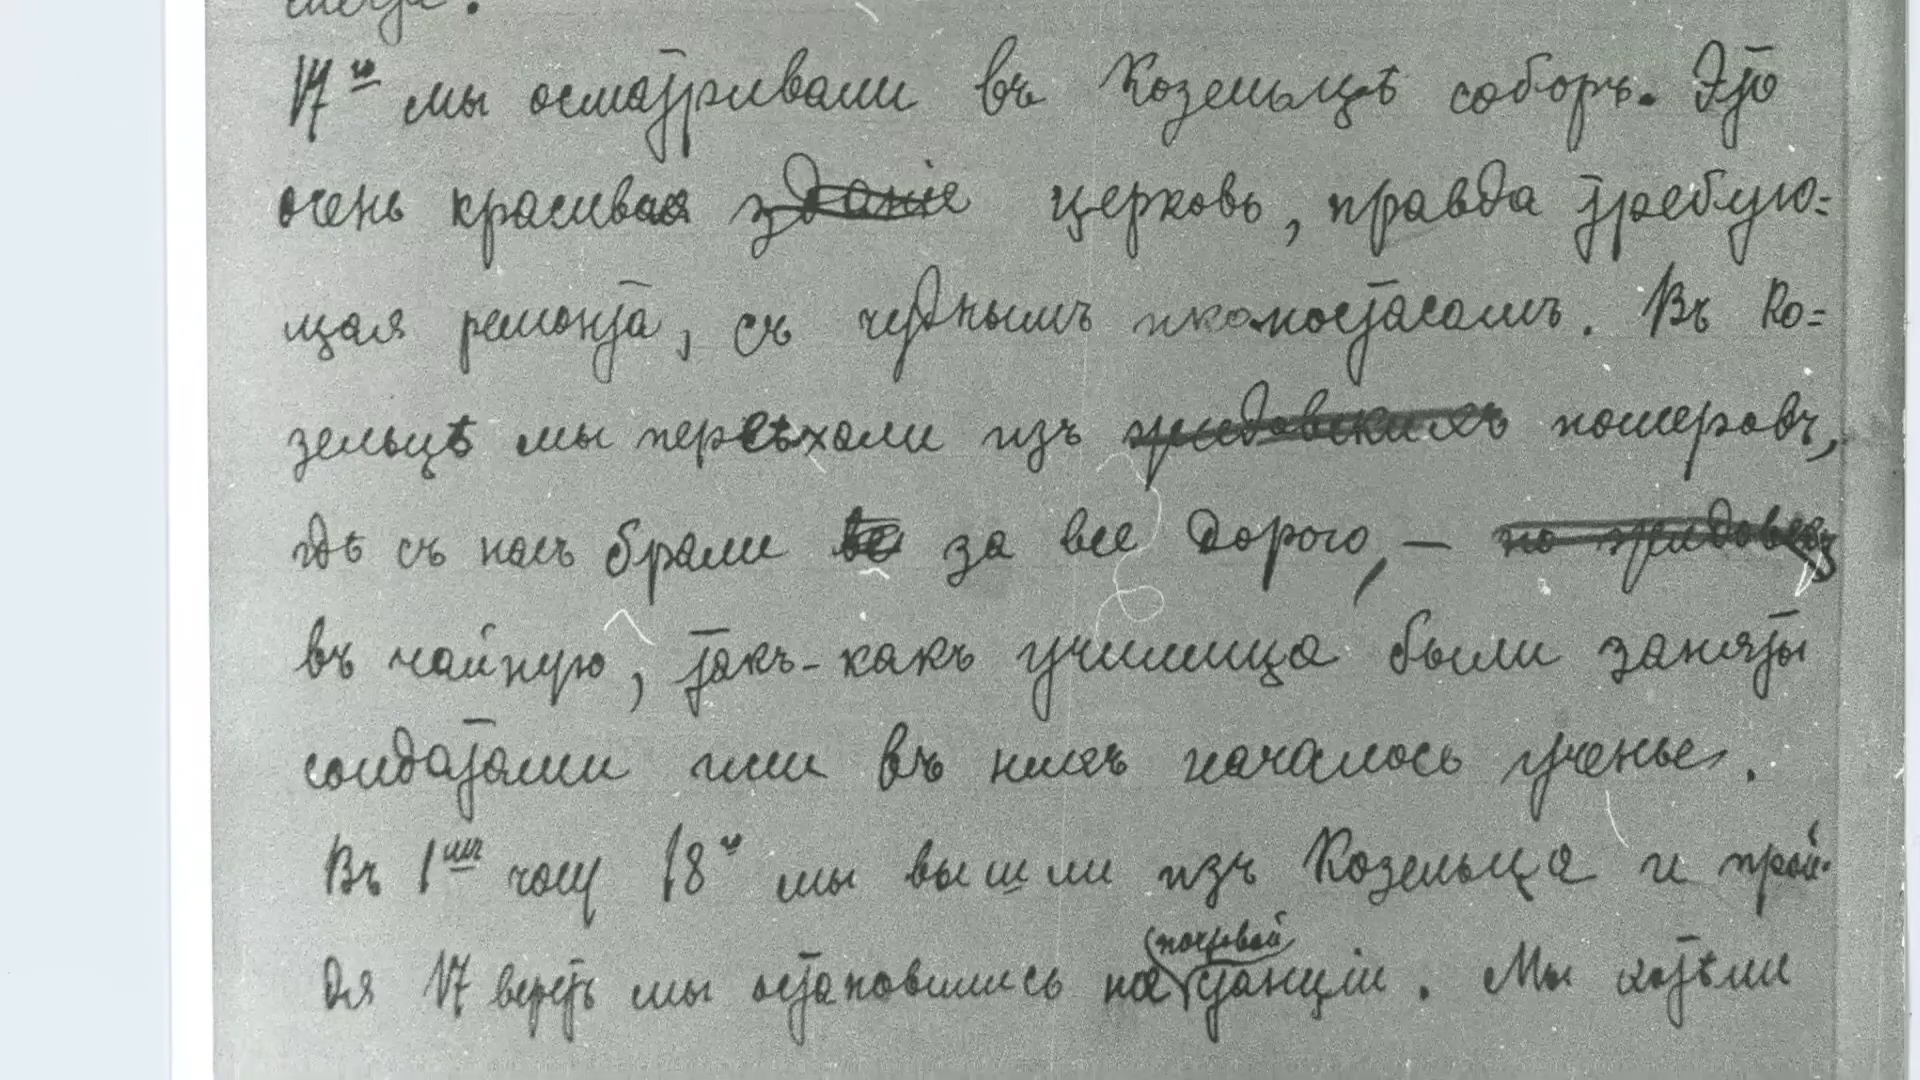 17го мы осматривали въ Козельцѣ соборъ. Это
очень красивая зданіе церковь, правда требую=
щая ремонта, съ чуднымъ иконостасомъ. Въ Ко=
зельцѣ мы переѣхали изъ жидовскихъ номеровъ,
гдѣ съ насъ брали за все дорого, —
въ чайную, такъ-какъ училища были заняты
солдатами или въ нихъ началось ученье.
Въ 1мъ часу 18го мы вышли изъ Козельца и прой-
дя 17 верстъ мы остановились на почтовой станціи. Мы хотѣли